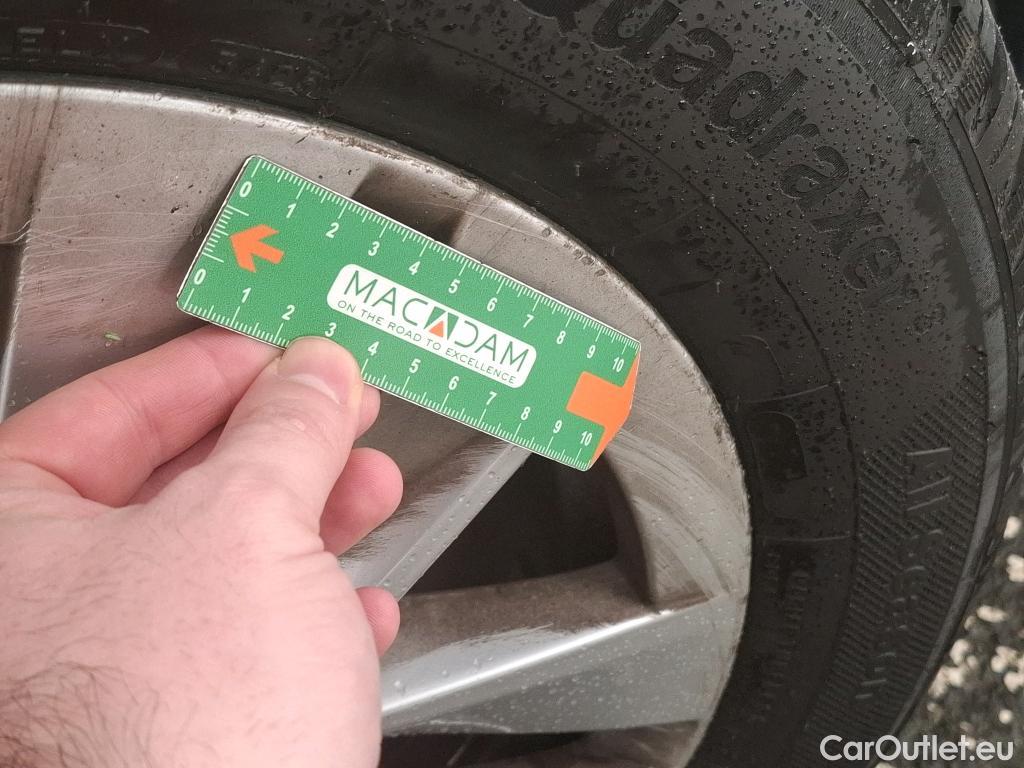 Quadraxer
0 1 2 3 4 5 6 7 8 9 10
MACADAM
ON THE ROAD TO EXCELLENCE
0 1 2 3 4 5 6 7 8 9 10
CarOutlet.eu